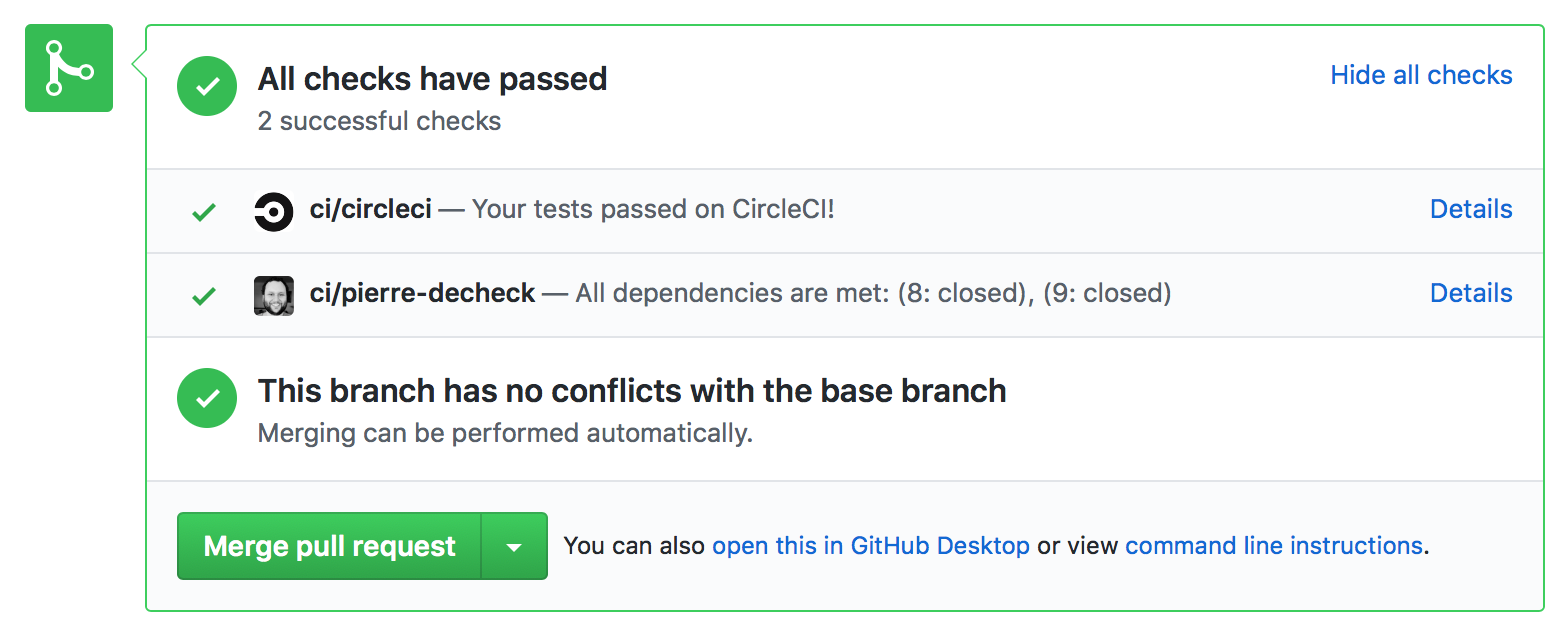 All checks have passed
Hide all checks
2 successful checks
ci/circleci — Your tests passed on CircleCI!
Details
ci/pierre-decheck — All dependencies are met: (8: closed), (9: closed)
Details
This branch has no conflicts with the base branch
Merging can be performed automatically.
Merge pull request
You can also open this in GitHub Desktop or view command line instructions.